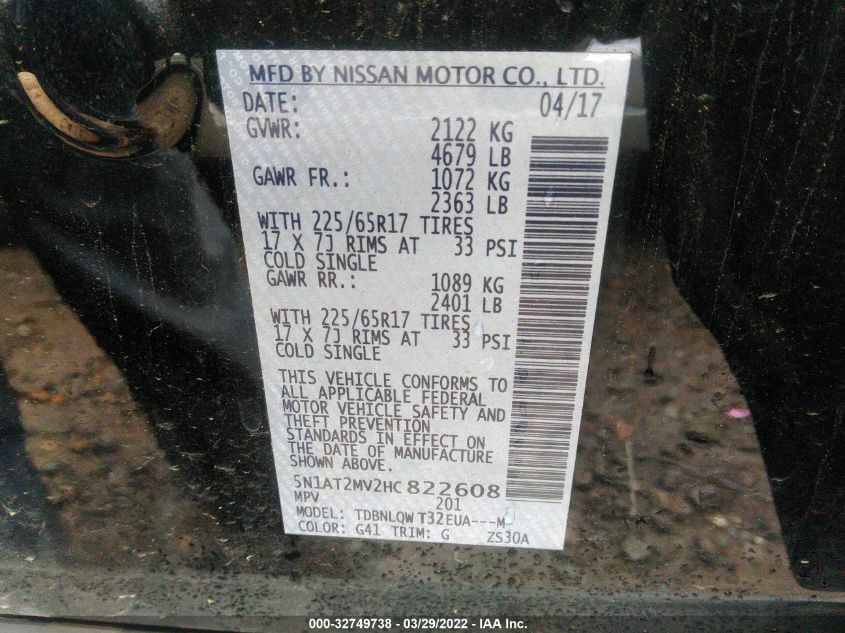 MFD BY NISSAN MOTOR CO., LTD.
DATE: 04/17
GVWR: 2122 KG
4679 LB
GAWR FR.: 1072 KG
2363 LB
WITH 225/65R17 TIRES
17 X 7J RIMS AT 33 PSI
COLD SINGLE
GAWR RR.: 1089 KG
2401 LB
WITH 225/65R17 TIRES
17 X 7J RIMS AT 33 PSI
COLD SINGLE
THIS VEHICLE CONFORMS TO
ALL APPLICABLE FEDERAL
MOTOR VEHICLE SAFETY AND
THEFT PREVENTION
STANDARDS IN EFFECT ON
THE DATE OF MANUFACTURE
SHOWN ABOVE.
5N1AT2MV2HC822608
MPV 201
MODEL: TDBNLQW T32EUA---M
COLOR: G41 TRIM: G ZS30A
000-32749738 - 03/29/2022 - IAA Inc.